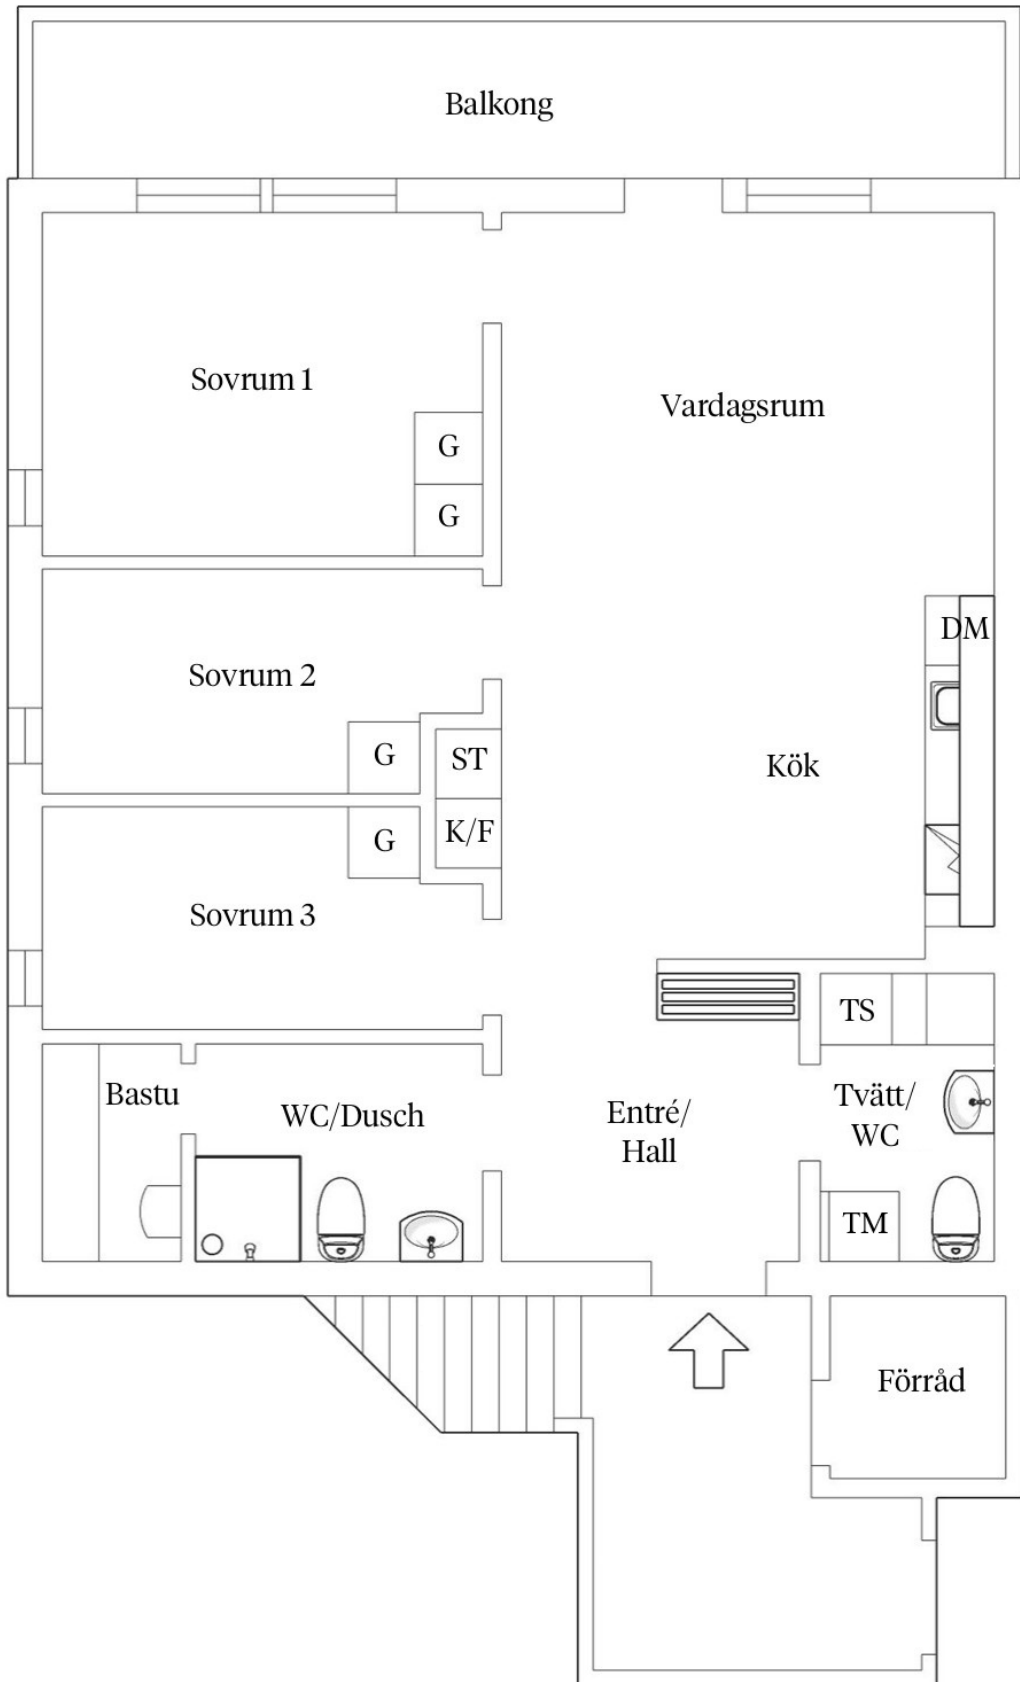 Balkong
Sovrum 1
Vardagsrum
G
G
DM
Sovrum 2
G
ST
Kök
K/F
G
Sovrum 3
TS
Bastu
WC/Dusch
Entré/
Hall
Tvätt/
WC
TM
Förråd